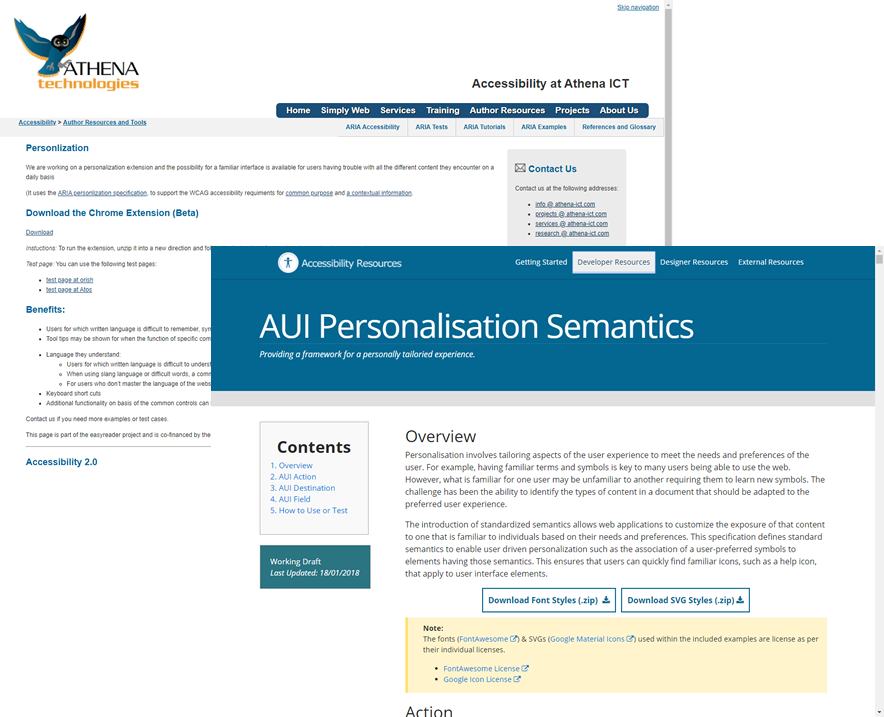 Skip navigation
ATHENA
technologies
Accessibility at Athena ICT
Home Simply Web Services Training Author Resources Projects About Us
Accessibility > Author Resources and Tools
ARIA Accessibility ARIA Tests ARIA Tutorials ARIA Examples References and Glossary
Personlization
We are working on a personalization extension and the possibility for a familiar interface is available for users having trouble with all the different content they encounter on a
daily basis
(It uses the ARIA personlization specification, to support the WCAG accessibility requiments for common purpose and a contextual information.
Download the Chrome Extension (Beta)
Download
Instuctions: To run the extension, unzip it into a new direction and fol
Test page: You can use the following test pages:
test page at orish
test page at Atos
Benefits:
Users for which written language is difficult to remember, sym
Tool tips may be shown for when the function of specific com
Language they understand:
Users for which written language is difficult to underst
When using slang language or difficult words, a comm
For users who don't master the language of the webs
Keyboard short cuts
Additional functionality on basis of the common controls can
Contact us if you need more examples or test cases.
This page is part of the easyreader project and is co-financed by the
Accessibility 2.0
Contact Us
Contact us at the following addresses:
info @ athena-ict.com
projects @ athena-ict.com
services @ athena-ict.com
research @ athena-ict.com
Accessibility Resources
Getting Started Developer Resources Designer Resources External Resources
AUI Personalisation Semantics
Providing a framework for a personally tailoried experience.
Contents
1. Overview
2. AUI Action
3. AUI Destination
4. AUI Field
5. How to Use or Test
Working Draft
Last Updated: 18/01/2018
Overview
Personalisation involves tailoring aspects of the user experience to meet the needs and preferences of the
user. For example, having familiar terms and symbols is key to many users being able to use the web.
However, what is familiar for one user may be unfamiliar to another requiring them to learn new symbols. The
challenge has been the ability to identify the types of content in a document that should be adapted to the
preferred user experience.
The introduction of standardized semantics allows web applications to customize the exposure of that content
to one that is familiar to individuals based on their needs and preferences. This specification defines standard
semantics to enable user driven personalization such as the association of a user-preferred symbols to
elements having those semantics. This ensures that users can quickly find familiar icons, such as a help icon,
that apply to user interface elements.
Download Font Styles (.zip) Download SVG Styles (.zip)
Note:
The fonts (FontAwesome) & SVGs (Google Material Icons) used within the included examples are license as per
their individual licenses.
FontAwesome License
Google Icon License
Action